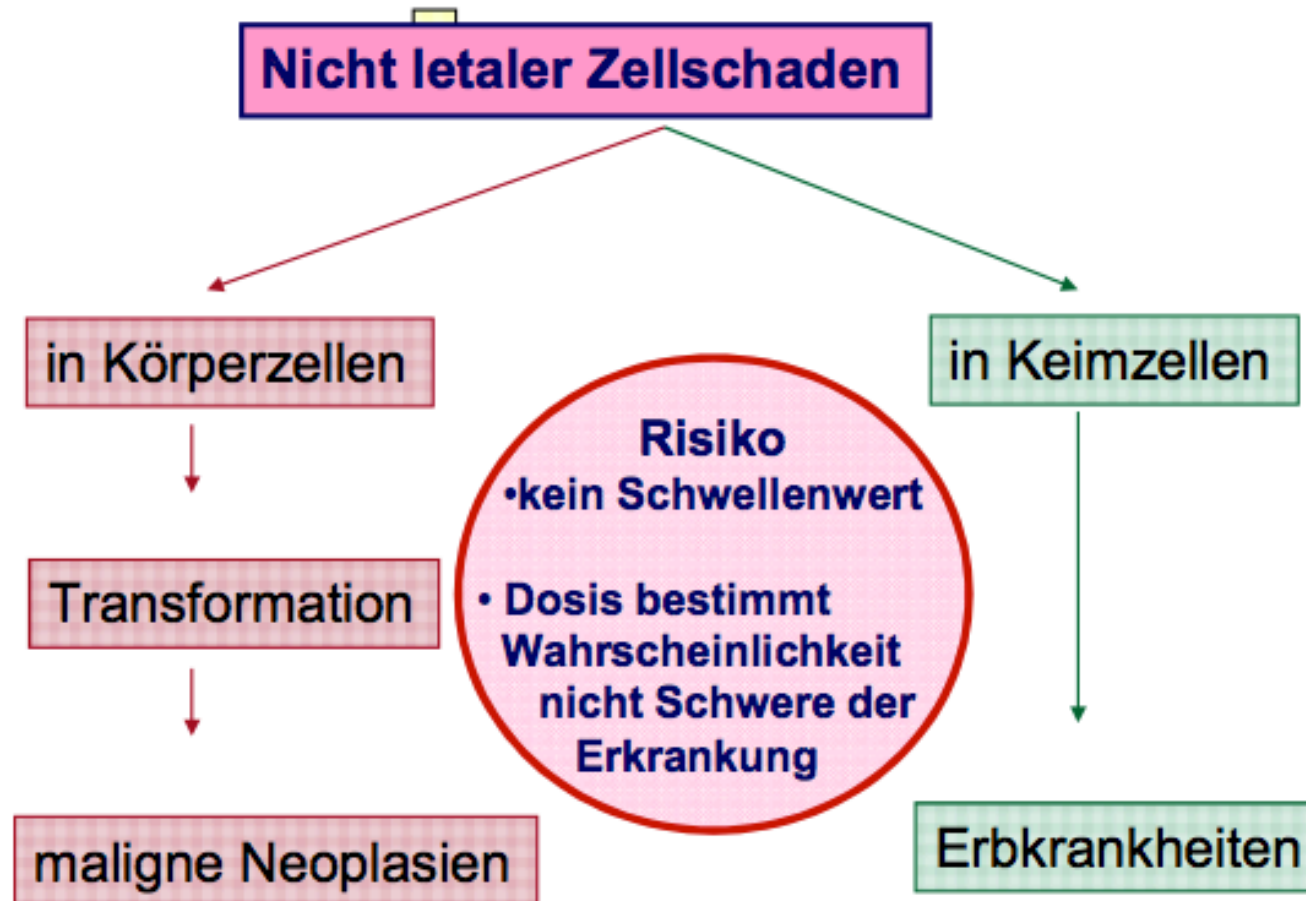 Nicht letaler Zellschaden
in Körperzellen
in Keimzellen
Risiko
•kein Schwellenwert
• Dosis bestimmt
Wahrscheinlichkeit
nicht Schwere der
Erkrankung
Transformation
maligne Neoplasien
Erbkrankheiten